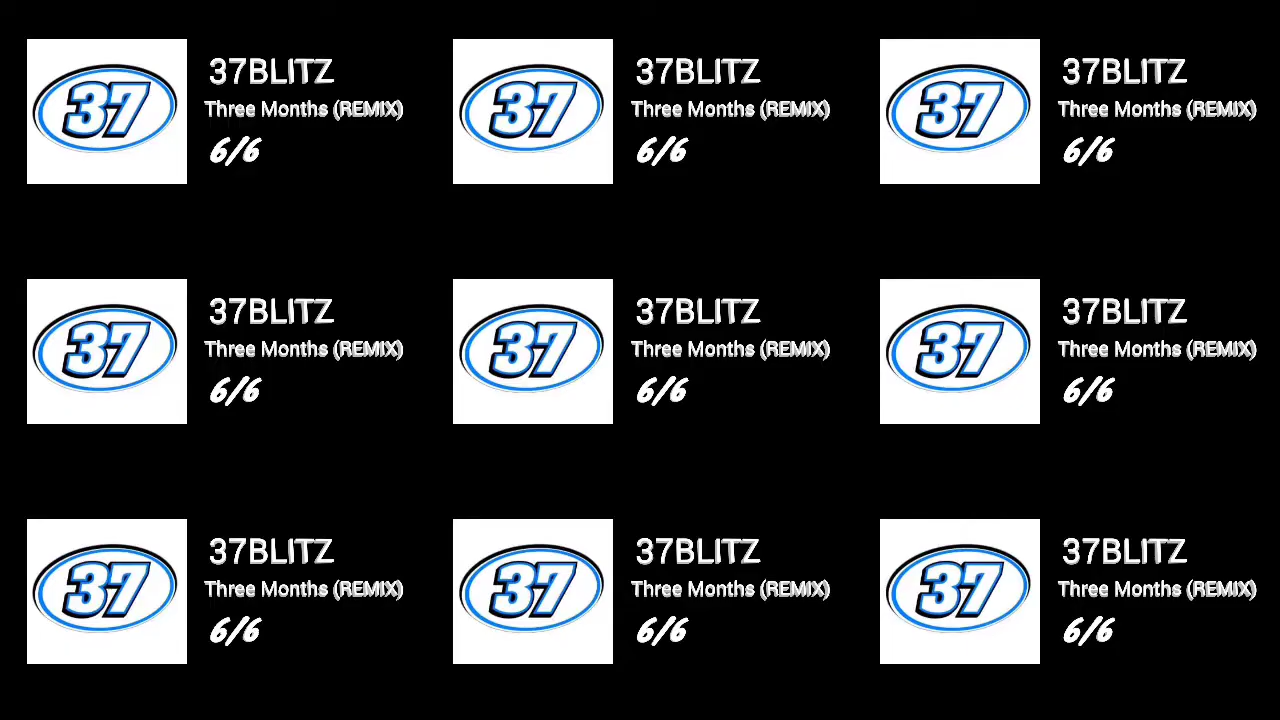 37 37BLITZ
Three Months (REMIX)
6/6
37 37BLITZ
Three Months (REMIX)
6/6
37 37BLITZ
Three Months (REMIX)
6/6
37 37BLITZ
Three Months (REMIX)
6/6
37 37BLITZ
Three Months (REMIX)
6/6
37 37BLITZ
Three Months (REMIX)
6/6
37 37BLITZ
Three Months (REMIX)
6/6
37 37BLITZ
Three Months (REMIX)
6/6
37 37BLITZ
Three Months (REMIX)
6/6